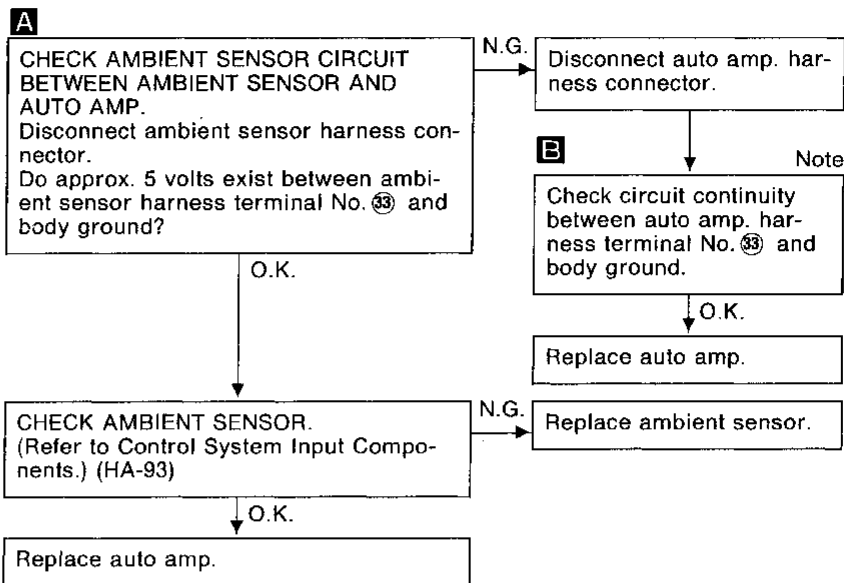 A
CHECK AMBIENT SENSOR CIRCUIT
BETWEEN AMBIENT SENSOR AND
AUTO AMP.
Disconnect ambient sensor harness con-
nector.
Do approx. 5 volts exist between ambi-
ent sensor harness terminal No. ㉝ and
body ground?
N.G.
Disconnect auto amp. har-
ness connector.
B
Note
Check circuit continuity
between auto amp. har-
ness terminal No. ㉝ and
body ground.
O.K.
O.K.
Replace auto amp.
CHECK AMBIENT SENSOR.
(Refer to Control System Input Compo-
nents.) (HA-93)
N.G.
Replace ambient sensor.
O.K.
Replace auto amp.